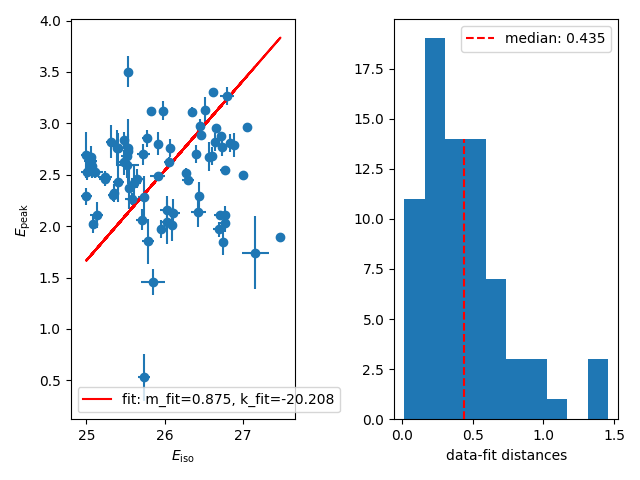 4.0
3.5
3.0
2.5
2.0
1.5
1.0
0.5
E_peak
fit: m_fit=0.875, k_fit=-20.208
25 26 27
E_iso
median: 0.435
17.5
15.0
12.5
10.0
7.5
5.0
2.5
0.0
0.0 0.5 1.0 1.5
data-fit distances